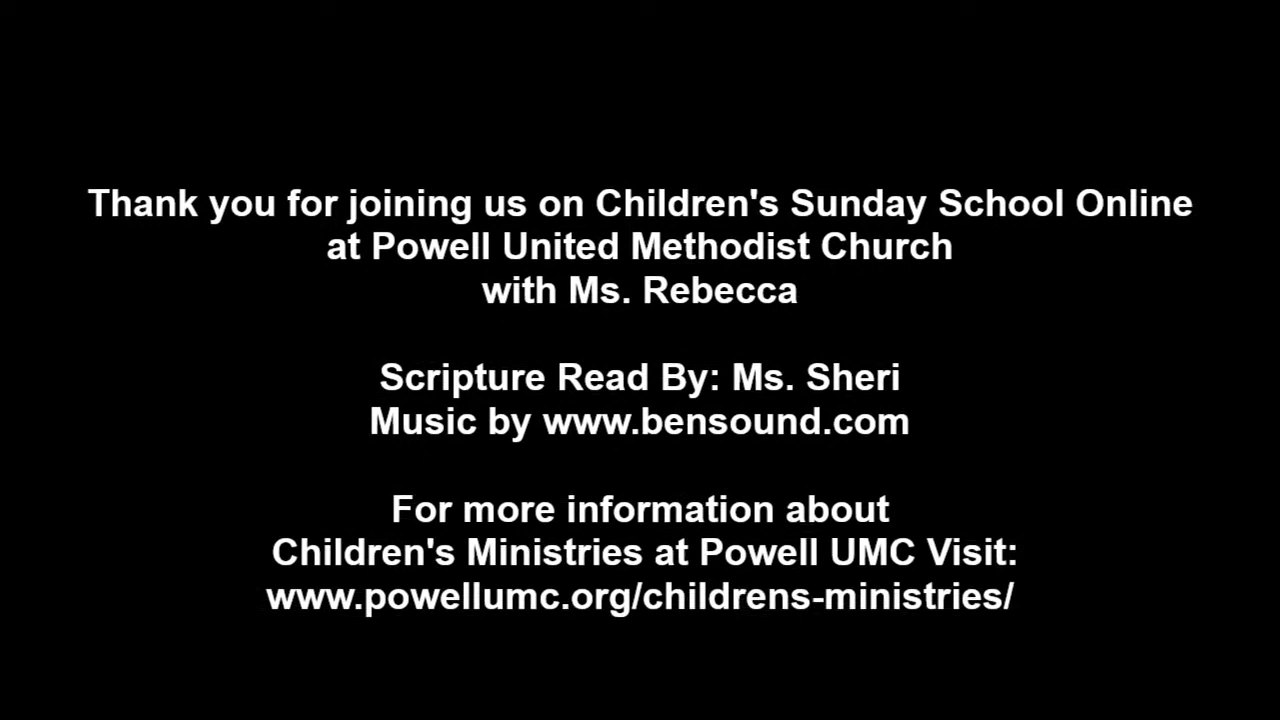 Thank you for joining us on Children's Sunday School Online
at Powell United Methodist Church
with Ms. Rebecca
Scripture Read By: Ms. Sheri
Music by www.bensound.com
For more information about
Children's Ministries at Powell UMC Visit:
www.powellumc.org/childrens-ministries/